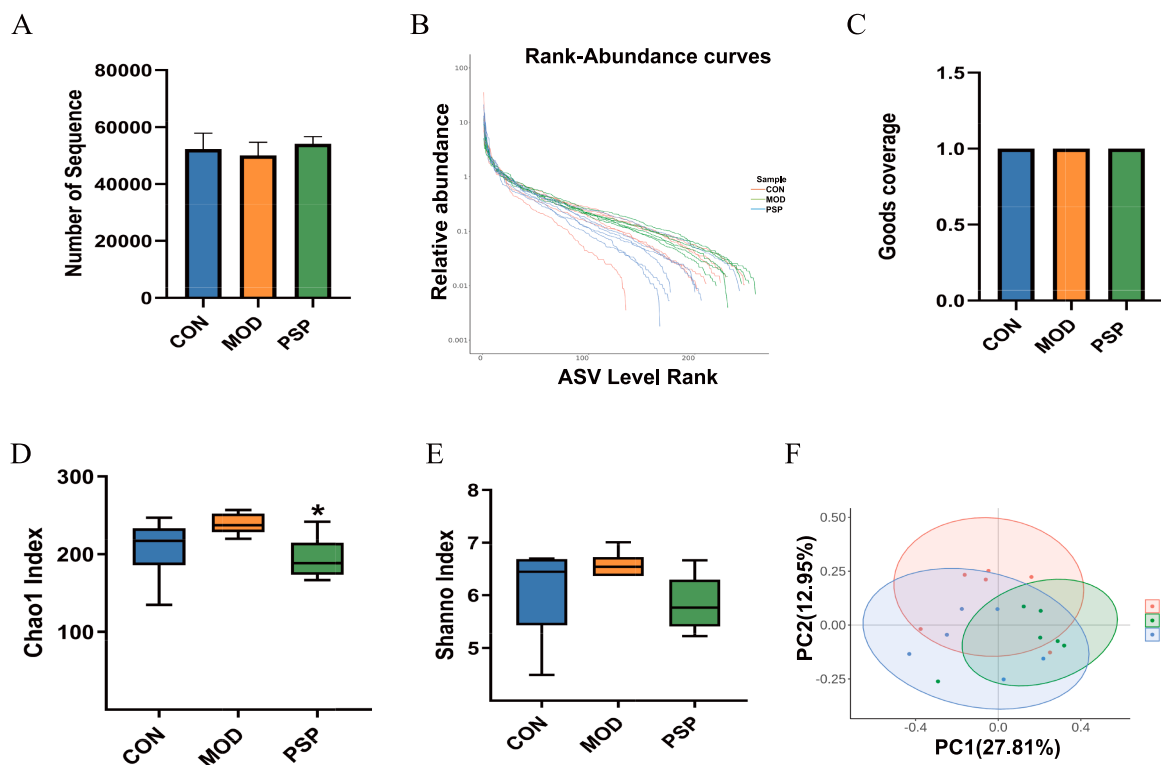 A
80000
60000
40000
20000
0
Number of Sequence
CON
MOD
PSP
B
Rank-Abundance curves
100
10
1
0.1
0.01
0.001
Relative abundance
0
100
200
ASV Level Rank
Sample
CON
MOD
PSP
C
1.5
1.0
0.5
0.0
Goods coverage
CON
MOD
PSP
D
300
200
100
Chao1 Index
*
CON
MOD
PSP
E
8
7
6
5
Shanno Index
CON
MOD
PSP
F
0.50
0.25
0.00
-0.25
PC2(12.95%)
-0.4
0.0
0.4
PC1(27.81%)